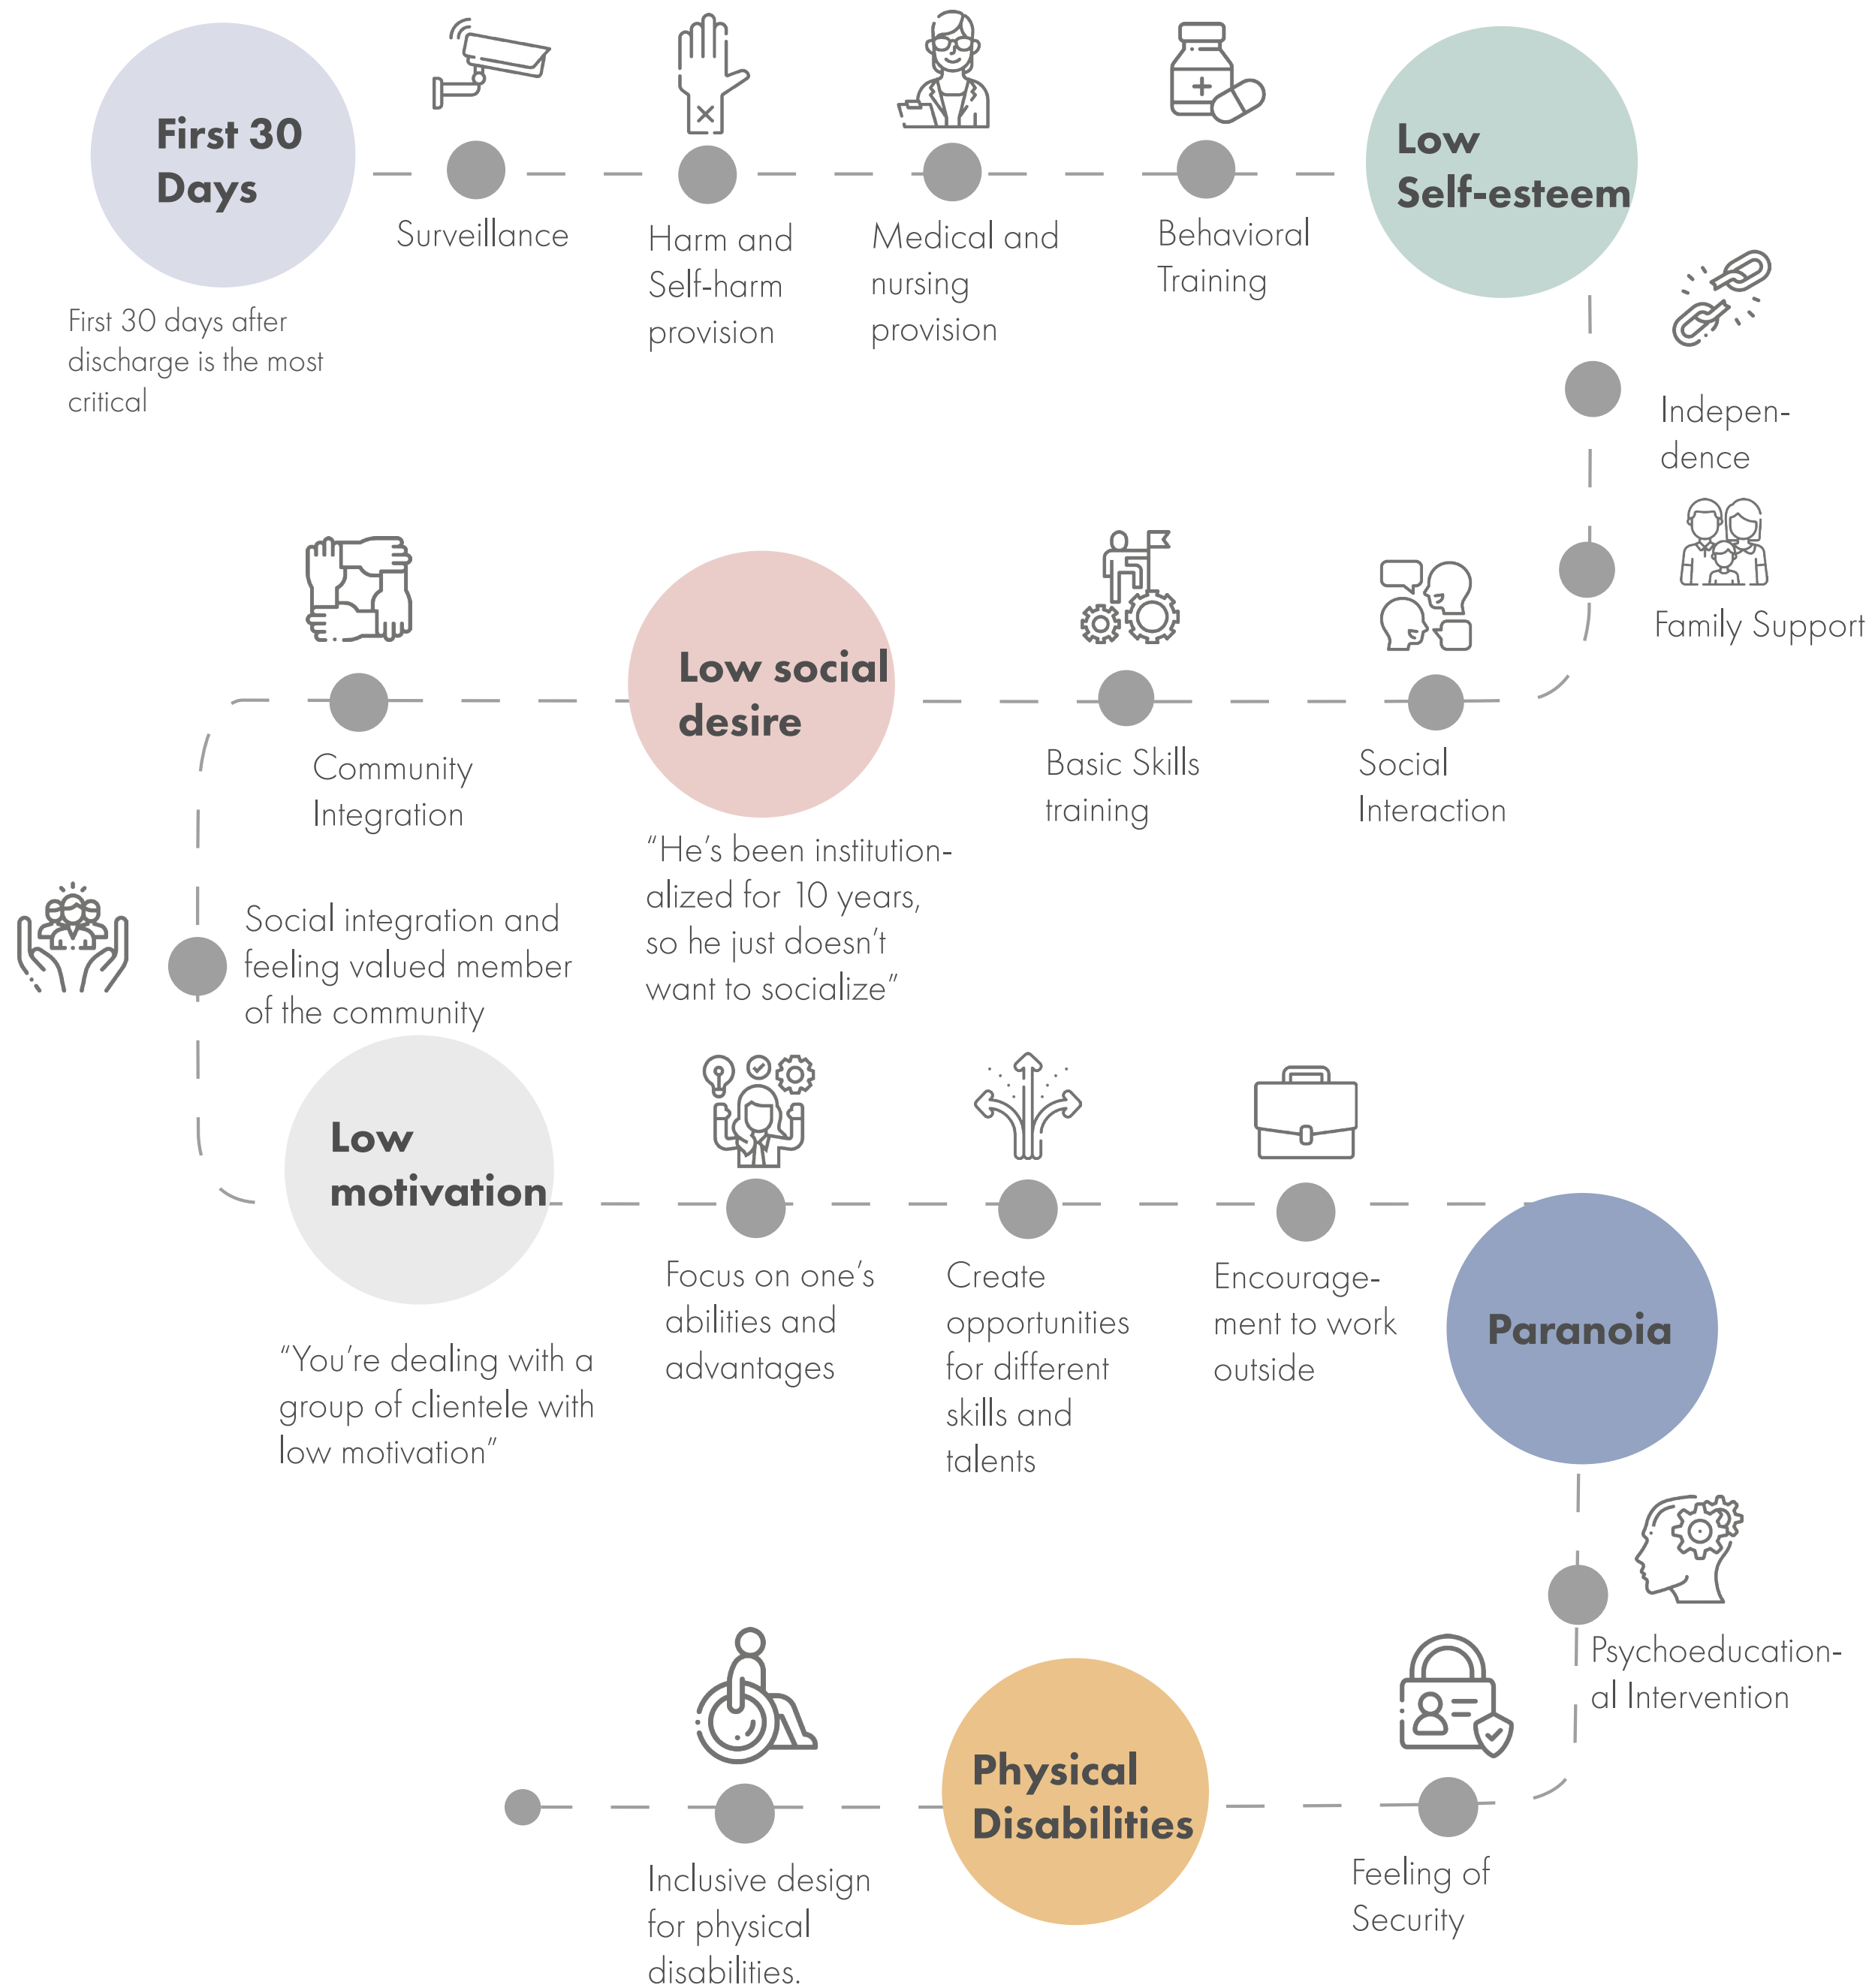 First 30
Days
First 30 days after
discharge is the most
critical
Surveillance
Harm and
Self-harm
provision
Medical and
nursing
provision
Behavioral
Training
Low
Self-esteem
Indepen-
dence
Family Support
Social
Interaction
Basic Skills
training
Low social
desire
“He’s been institution-
alized for 10 years,
so he just doesn’t
want to socialize”
Community
Integration
Social integration and
feeling valued member
of the community
Low
motivation
“You’re dealing with a
group of clientele with
low motivation”
Focus on one’s
abilities and
advantages
Create
opportunities
for different
skills and
talents
Encourage-
ment to work
outside
Paranoia
Psychoeducation-
al Intervention
Feeling of
Security
Physical
Disabilities
Inclusive design
for physical
disabilities.